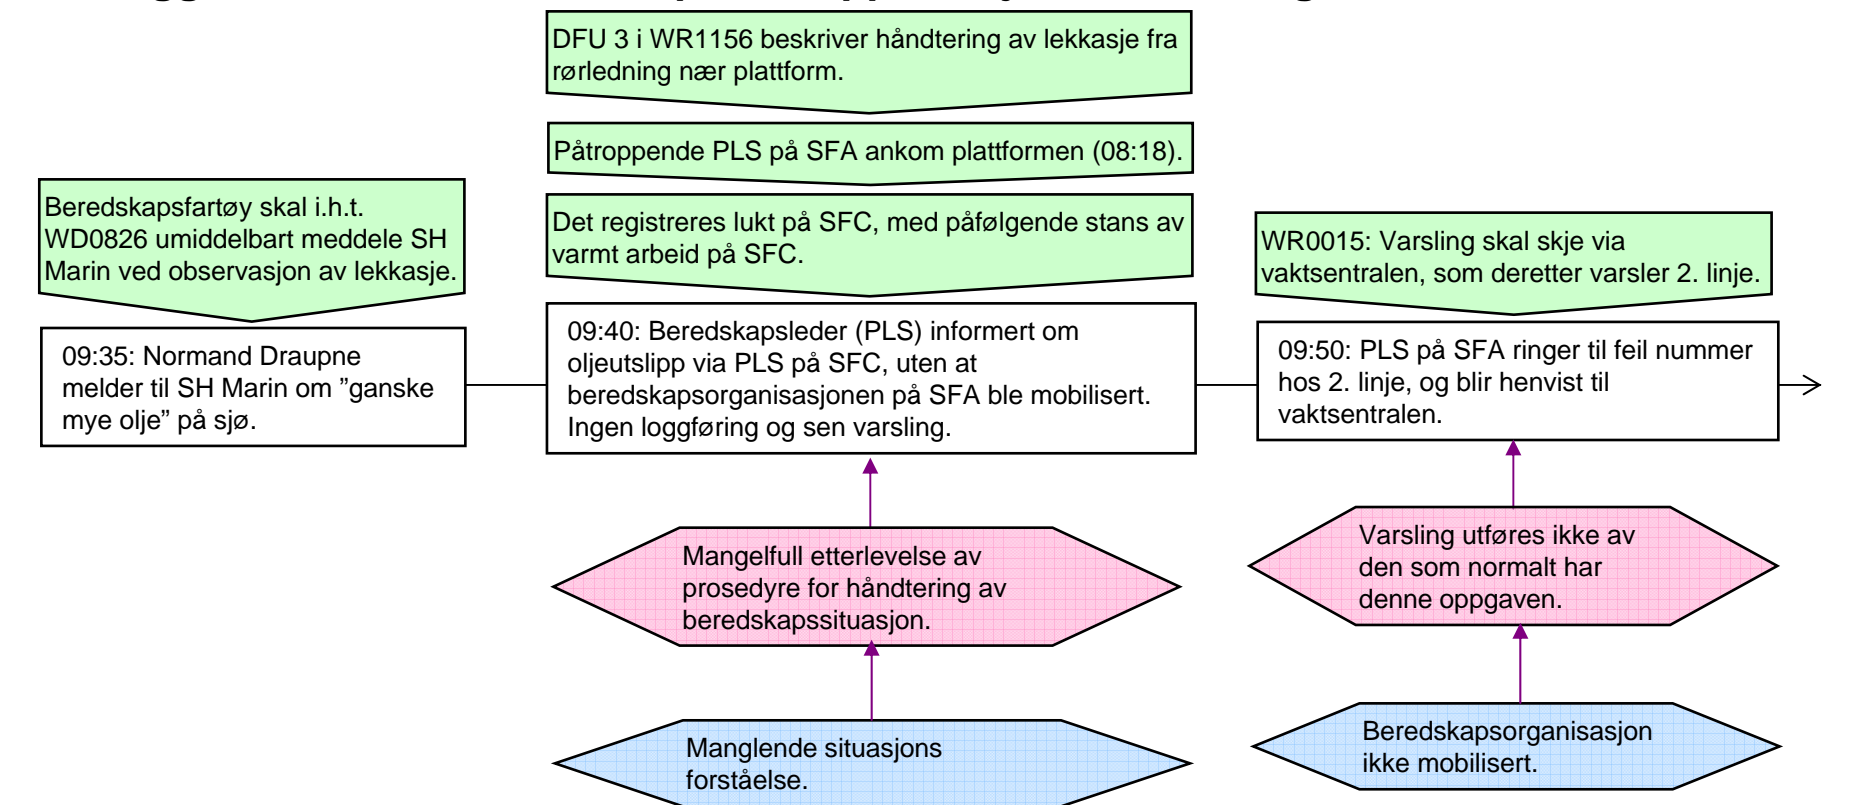 DFU 3 i WR1156 beskriver håndtering av lekkasje fra
rørledning nær plattform.
Påtroppende PLS på SFA ankom plattformen (08:18).
Beredskapsfartøy skal i.h.t.
WD0826 umiddelbart meddele SH
Marin ved observasjon av lekkasje.
Det registreres lukt på SFC, med påfølgende stans av
varmt arbeid på SFC.
WR0015: Varsling skal skje via
vaktsentralen, som deretter varsler 2. linje.
09:35: Normand Draupne
melder til SH Marin om ”ganske
mye olje” på sjø.
09:40: Beredskapsleder (PLS) informert om
oljeutslipp via PLS på SFC, uten at
beredskapsorganisasjonen på SFA ble mobilisert.
Ingen loggføring og sen varsling.
09:50: PLS på SFA ringer til feil nummer
hos 2. linje, og blir henvist til
vaktsentralen.
Mangelfull etterlevelse av
prosedyre for håndtering av
beredskapssituasjon.
Varsling utføres ikke av
den som normalt har
denne oppgaven.
Manglende situasjons
forståelse.
Beredskapsorganisasjon
ikke mobilisert.